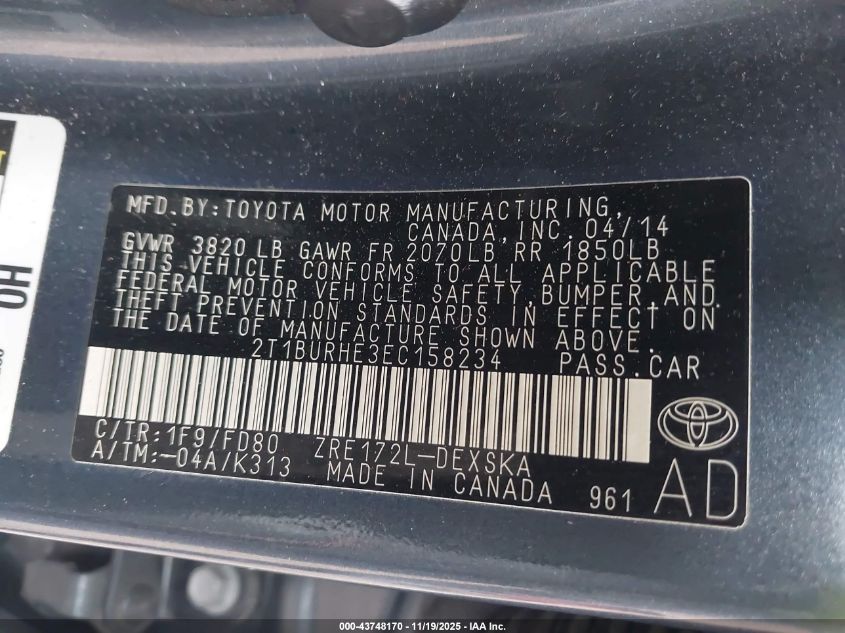 MFD.BY:TOYOTA MOTOR MANUFACTURING,
CANADA, INC. 04/14
GVWR 3820 LB GAWR FR 2070LB RR 1850LB
THIS VEHICLE CONFORMS TO ALL APPLICABLE
FEDERAL MOTOR VEHICLE SAFETY, BUMPER, AND
THEFT PREVENTION STANDARDS IN EFFECT ON
THE DATE OF MANUFACTURE SHOWN ABOVE.
2T1BURHE3EC158234 PASS.CAR
C/TR:1F9/FD80 ZRE172L-DEXSKA
A/TM:-04A/K313 MADE IN CANADA 961
AD
HO
000-43748170 - 11/19/2025 - IAA Inc.